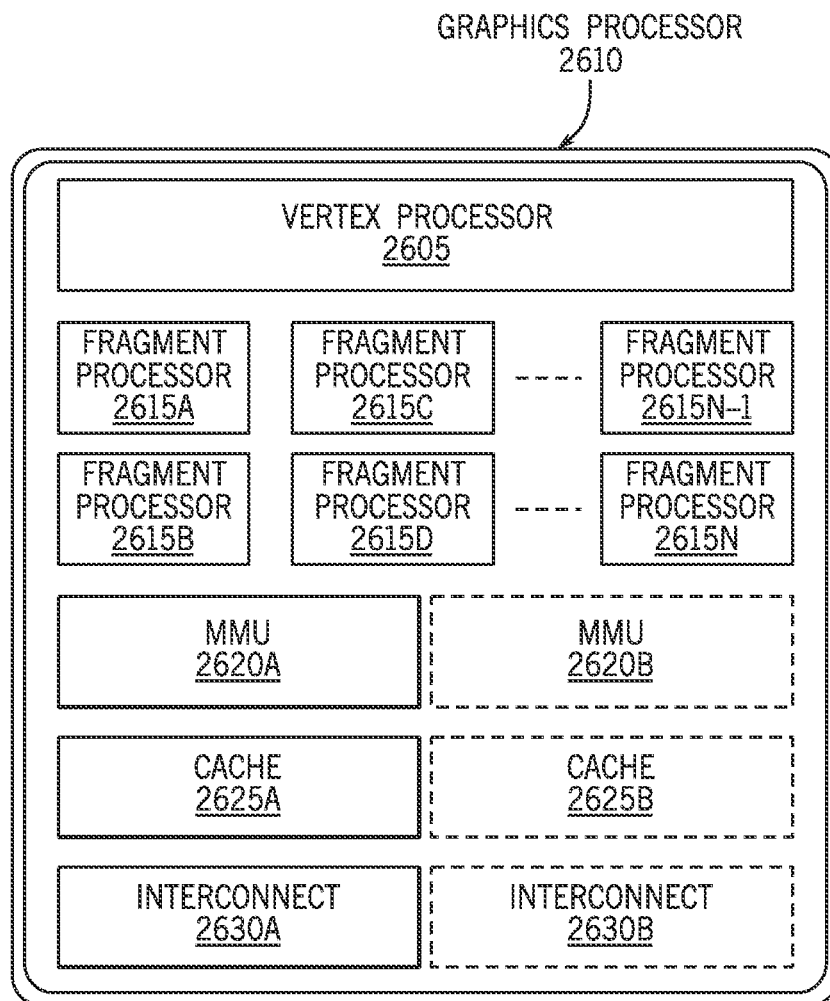 GRAPHICS PROCESSOR
2610
VERTEX PROCESSOR
2605
FRAGMENT
PROCESSOR
2615A
FRAGMENT
PROCESSOR
2615C
FRAGMENT
PROCESSOR
2615N-1
FRAGMENT
PROCESSOR
2615B
FRAGMENT
PROCESSOR
2615D
FRAGMENT
PROCESSOR
2615N
MMU
2620A
MMU
2620B
CACHE
2625A
CACHE
2625B
INTERCONNECT
2630A
INTERCONNECT
2630B